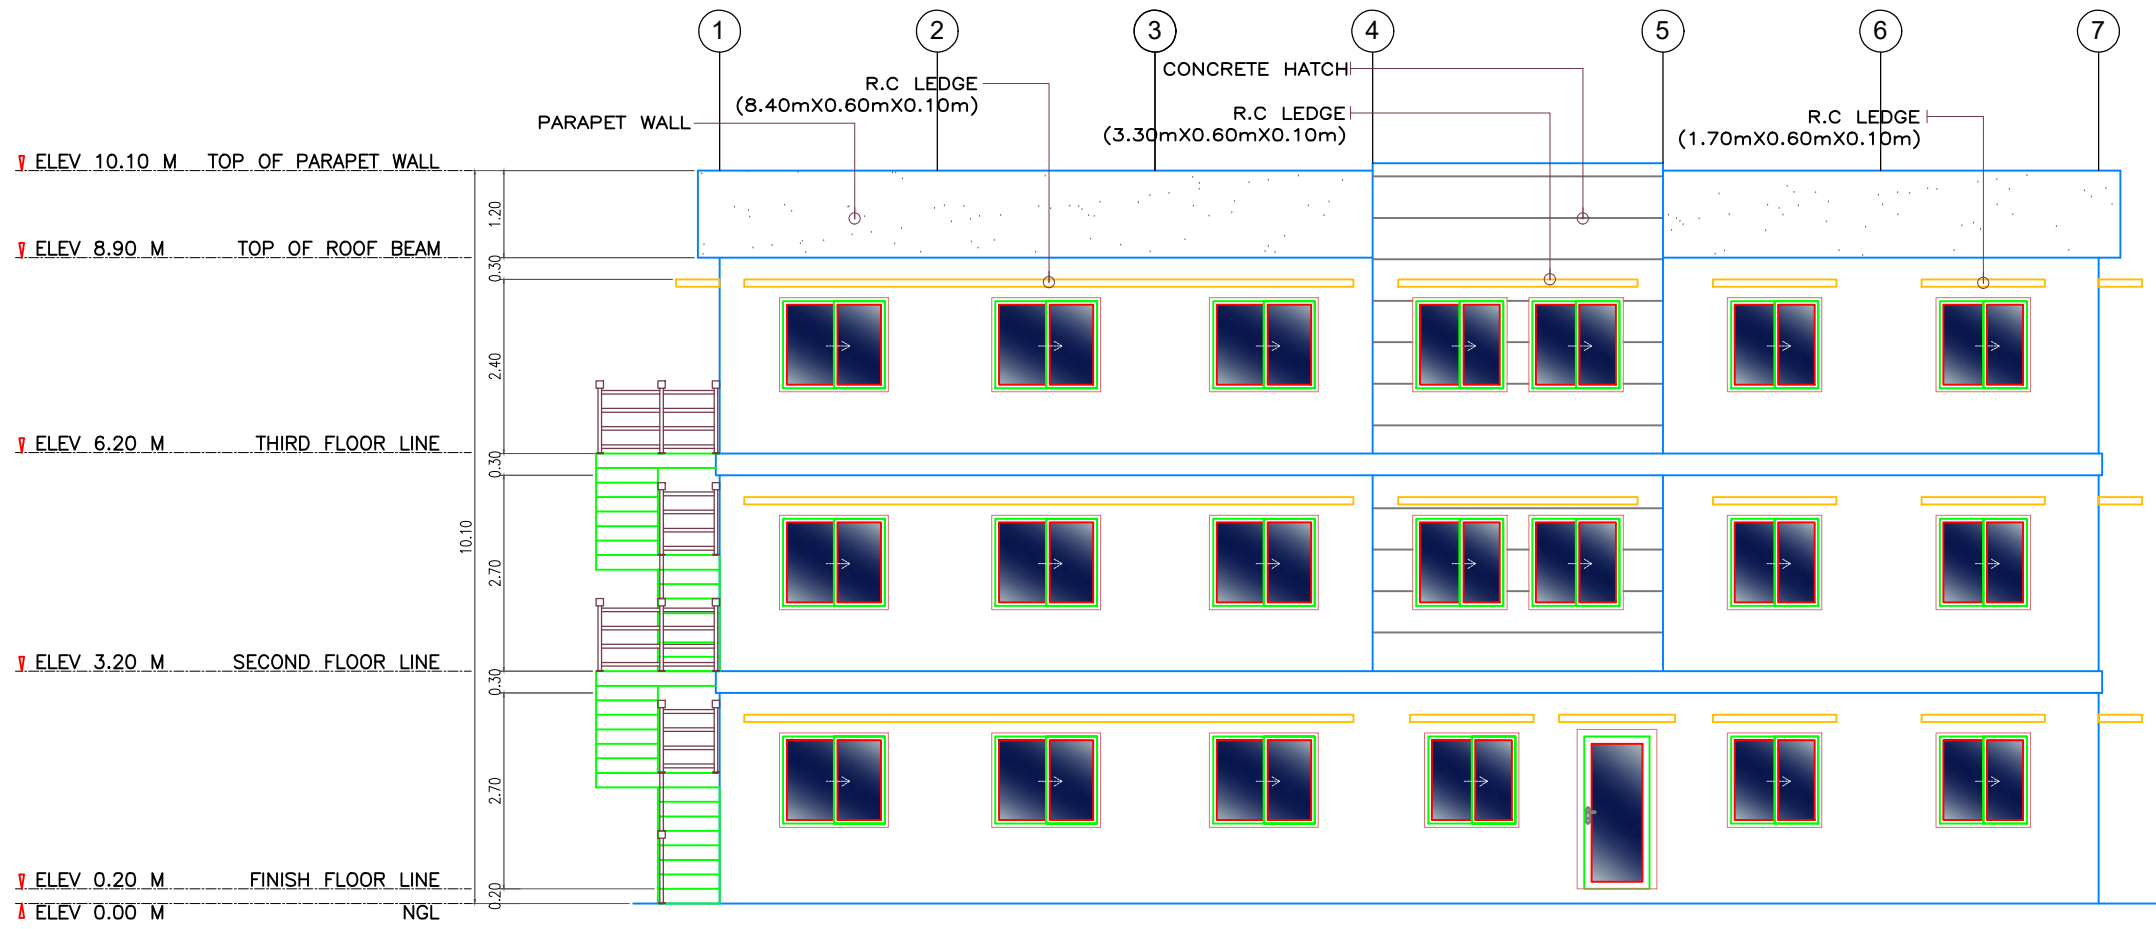 1 2 3 4 5 6 7
CONCRETE HATCH
R.C LEDGE
(8.40mX0.60mX0.10m)
R.C LEDGE
(3.30mX0.60mX0.10m)
R.C LEDGE
(1.70mX0.60mX0.10m)
PARAPET WALL
ELEV 10.10 M TOP OF PARAPET WALL
1.20
ELEV 8.90 M TOP OF ROOF BEAM
0.30
2.40
ELEV 6.20 M THIRD FLOOR LINE
0.30
10.10
2.70
ELEV 3.20 M SECOND FLOOR LINE
0.30
2.70
ELEV 0.20 M FINISH FLOOR LINE
0.20
ELEV 0.00 M NGL